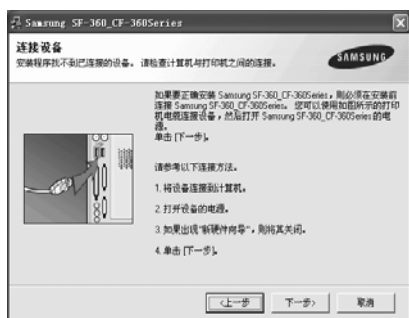 Samsung SF-360_CF-360Series
连接设备
安装程序找不到已连接的设备。 请检查计算机与打印机之间的连接。
SAMSUNG
如果要正确安装 Samsung SF-360_CF-360Series，则必须在安装前
连接 Samsung SF-360_CF-360Series。 您可以使用如图所示的打印
机电缆连接设备，然后打开 Samsung SF-360_CF-360Series 的电
源。
单击 [下一步]。
请参考以下连接方法。
1. 将设备连接到计算机。
2. 打开设备的电源。
3. 如果出现“新硬件向导”，则将其关闭。
4. 单击 [下一步]。
<上一步 下一步> 取消